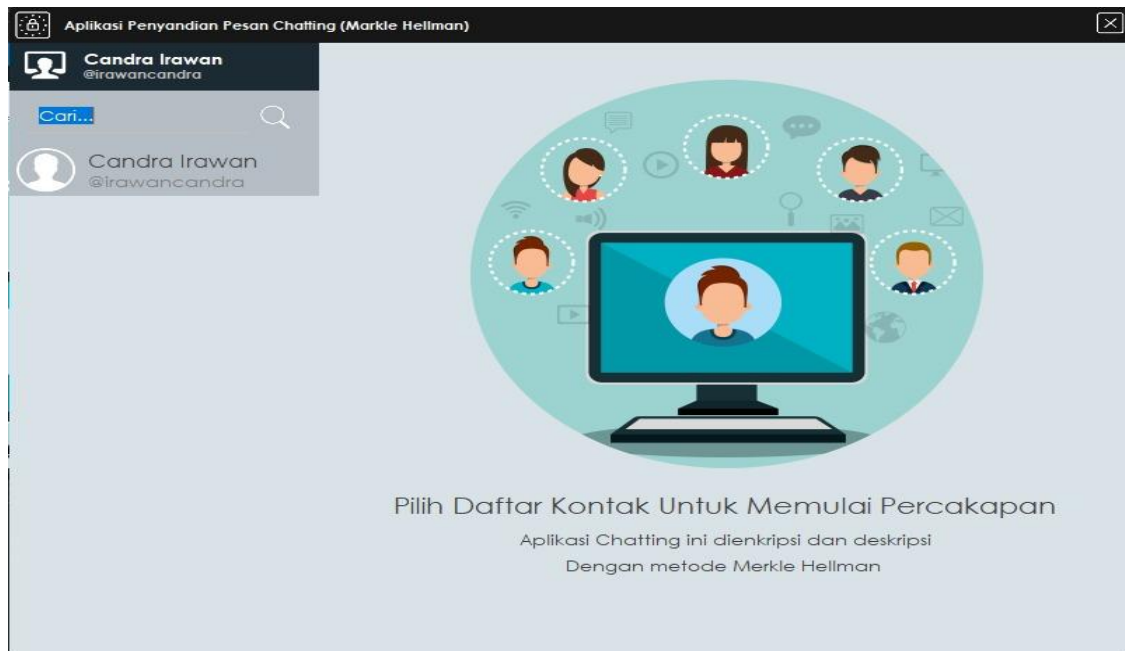 Aplikasi Penyandian Pesan Chatting (Markle Hellman)
Candra Irawan
@irawancandra
Cari...
Candra Irawan
@irawancandra
Pilih Daftar Kontak Untuk Memulai Percakapan
Aplikasi Chatting ini dienkripsi dan deskripsi
Dengan metode Merkle Hellman